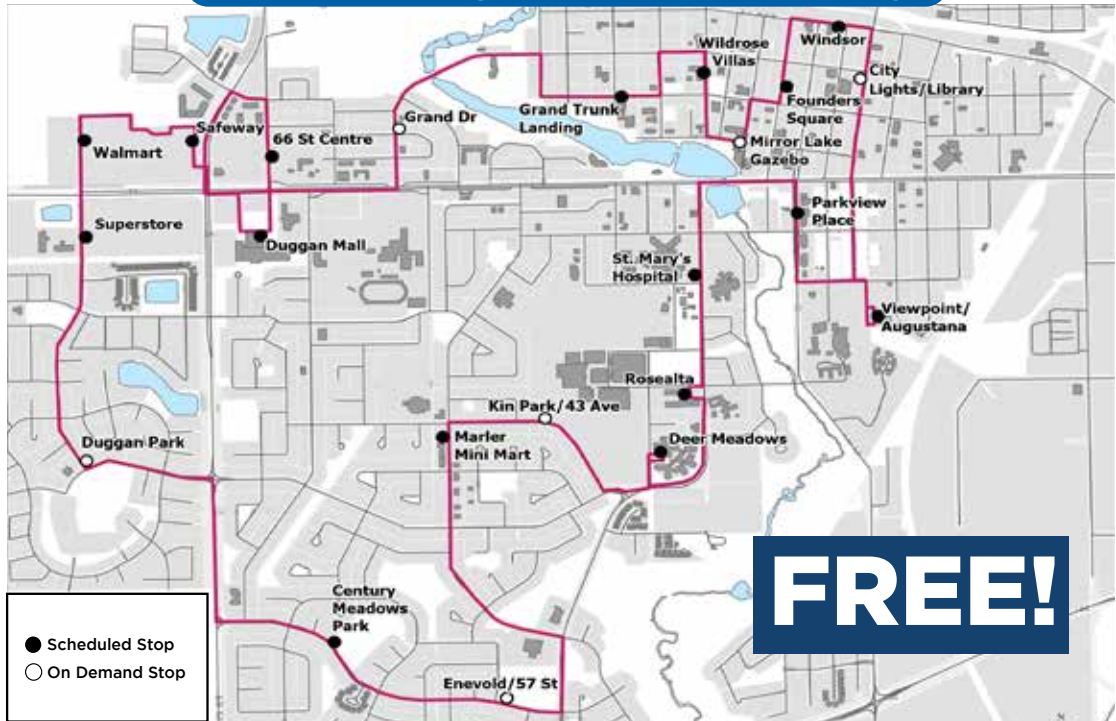 Windsor
Wildrose
Villas
City
Lights/Library
Founders
Square
Grand Trunk
Landing
Grand Dr
Safeway
66 St Centre
Walmart
Mirror Lake
Gazebo
Superstore
Duggan Mall
Parkview
Place
St. Mary's
Hospital
Viewpoint/
Augustana
Rosealta
Kin Park/43 Ave
Marler
Mini Mart
Deer Meadows
Duggan Park
FREE!
Century
Meadows
Park
Enevold/57 St
Scheduled Stop
On Demand Stop